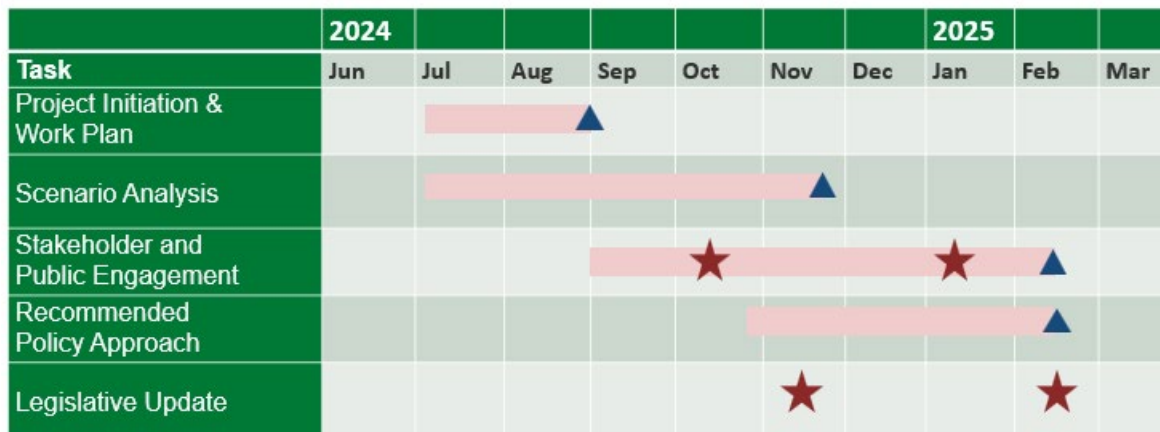 2024 2025
Task Jun Jul Aug Sep Oct Nov Dec Jan Feb Mar
Project Initiation &
Work Plan
Scenario Analysis
Stakeholder and
Public Engagement
Recommended
Policy Approach
Legislative Update